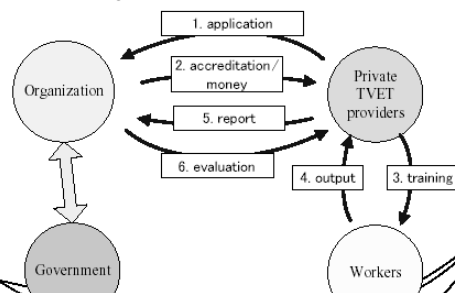 1. application
2. accreditation/
money
Organization
Private
TVET
providers
5. report
6. evaluation
4. output
3. training
Government
Workers